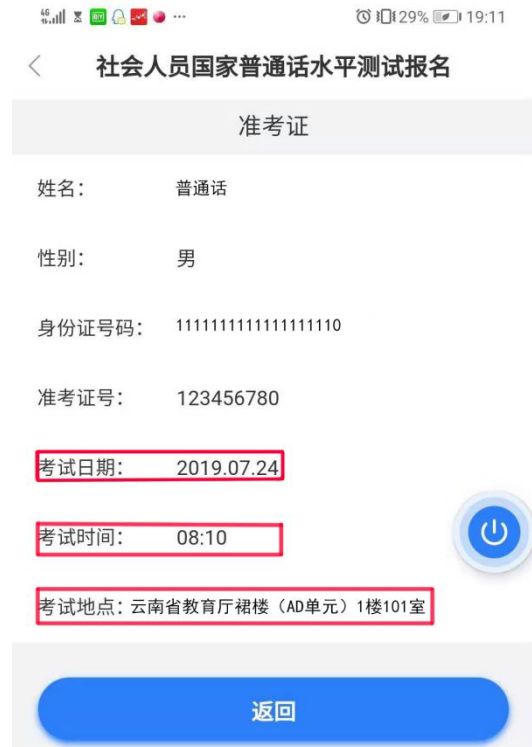 46 29% 19:11
社会人员国家普通话水平测试报名
准考证
姓名: 普通话
性别: 男
身份证号码: 1111111111111111110
准考证号: 123456780
考试日期: 2019.07.24
考试时间: 08:10
考试地点: 云南省教育厅裙楼（AD单元）1楼101室
返回